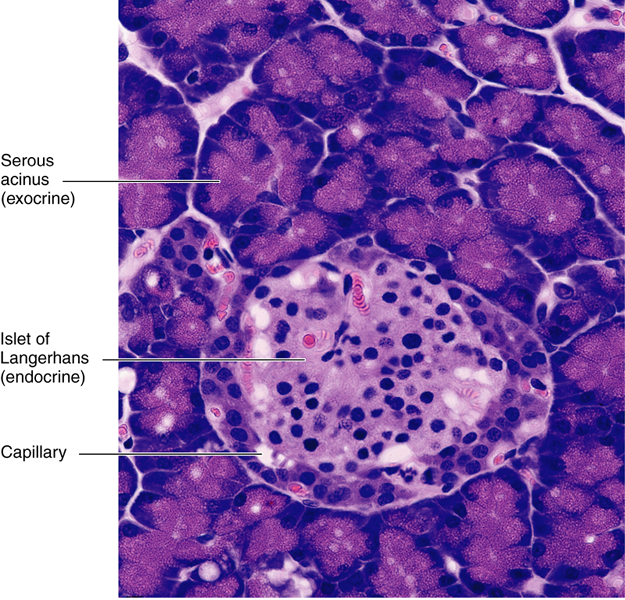 Serous
acinus
(exocrine)
Islet of
Langerhans
(endocrine)
Capillary